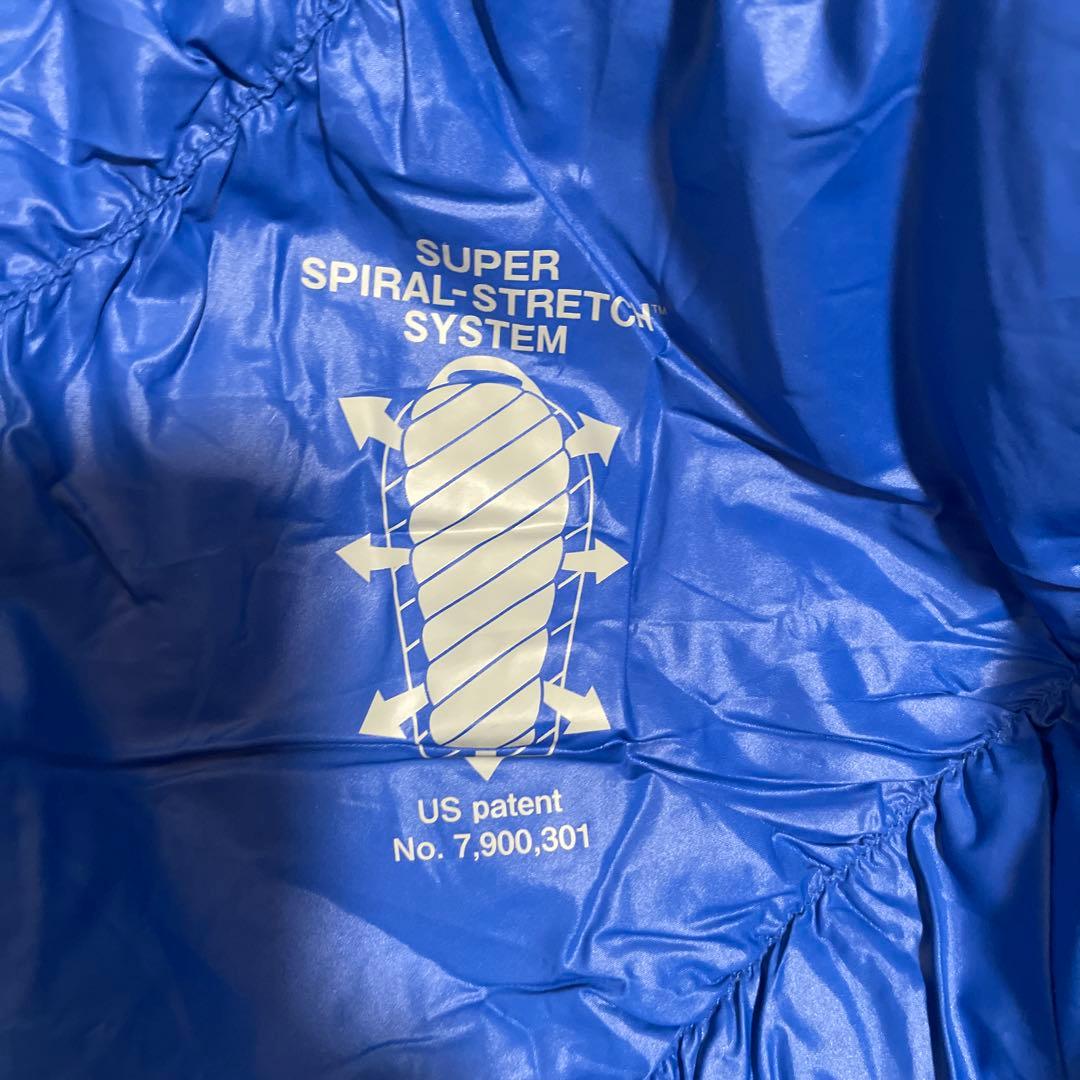 SUPER
SPIRAL-STRETCH™
SYSTEM
US patent
No. 7,900,301